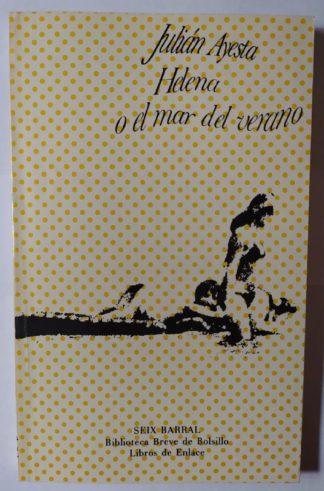 Julián Ayesta
Helena
o el mar del verano
SEIX BARRAL
Biblioteca Breve de Bolsillo
Libros de Enlace